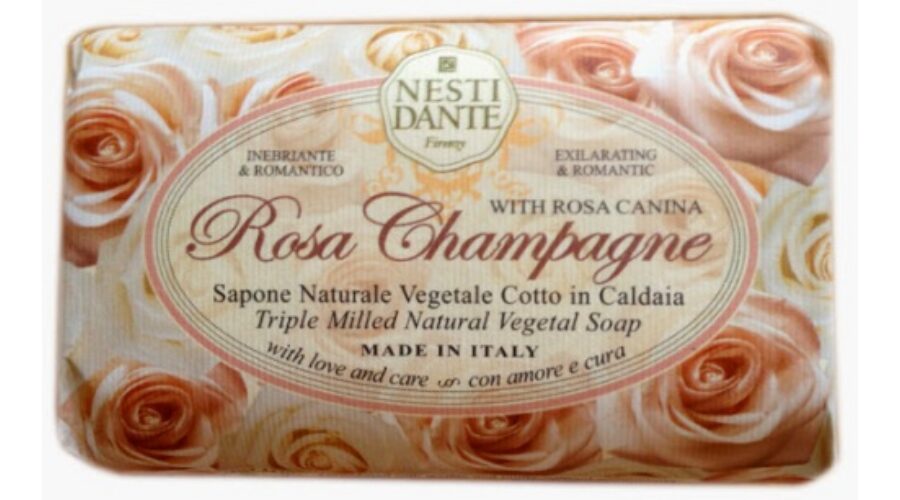 NESTI
DANTE
Firenze
INEBRIANTE
& ROMANTICO
EXILARATING
& ROMANTIC
WITH ROSA CANINA
Rosa Champagne
Sapone Naturale Vegetale Cotto in Caldaia
Triple Milled Natural Vegetal Soap
MADE IN ITALY
with love and care con amore e cura